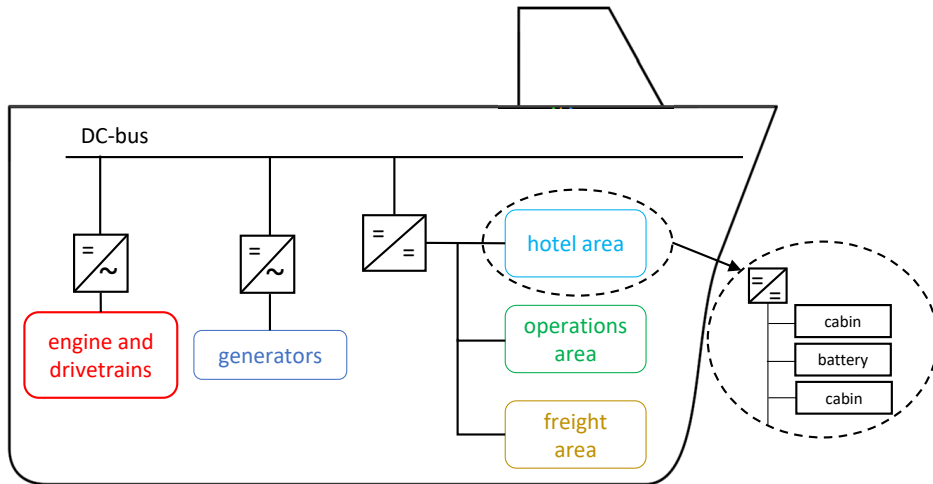 DC-bus
=
~
=
~
=
=
engine and
drivetrains
generators
hotel area
operations
area
freight
area
=
=
cabin
battery
cabin